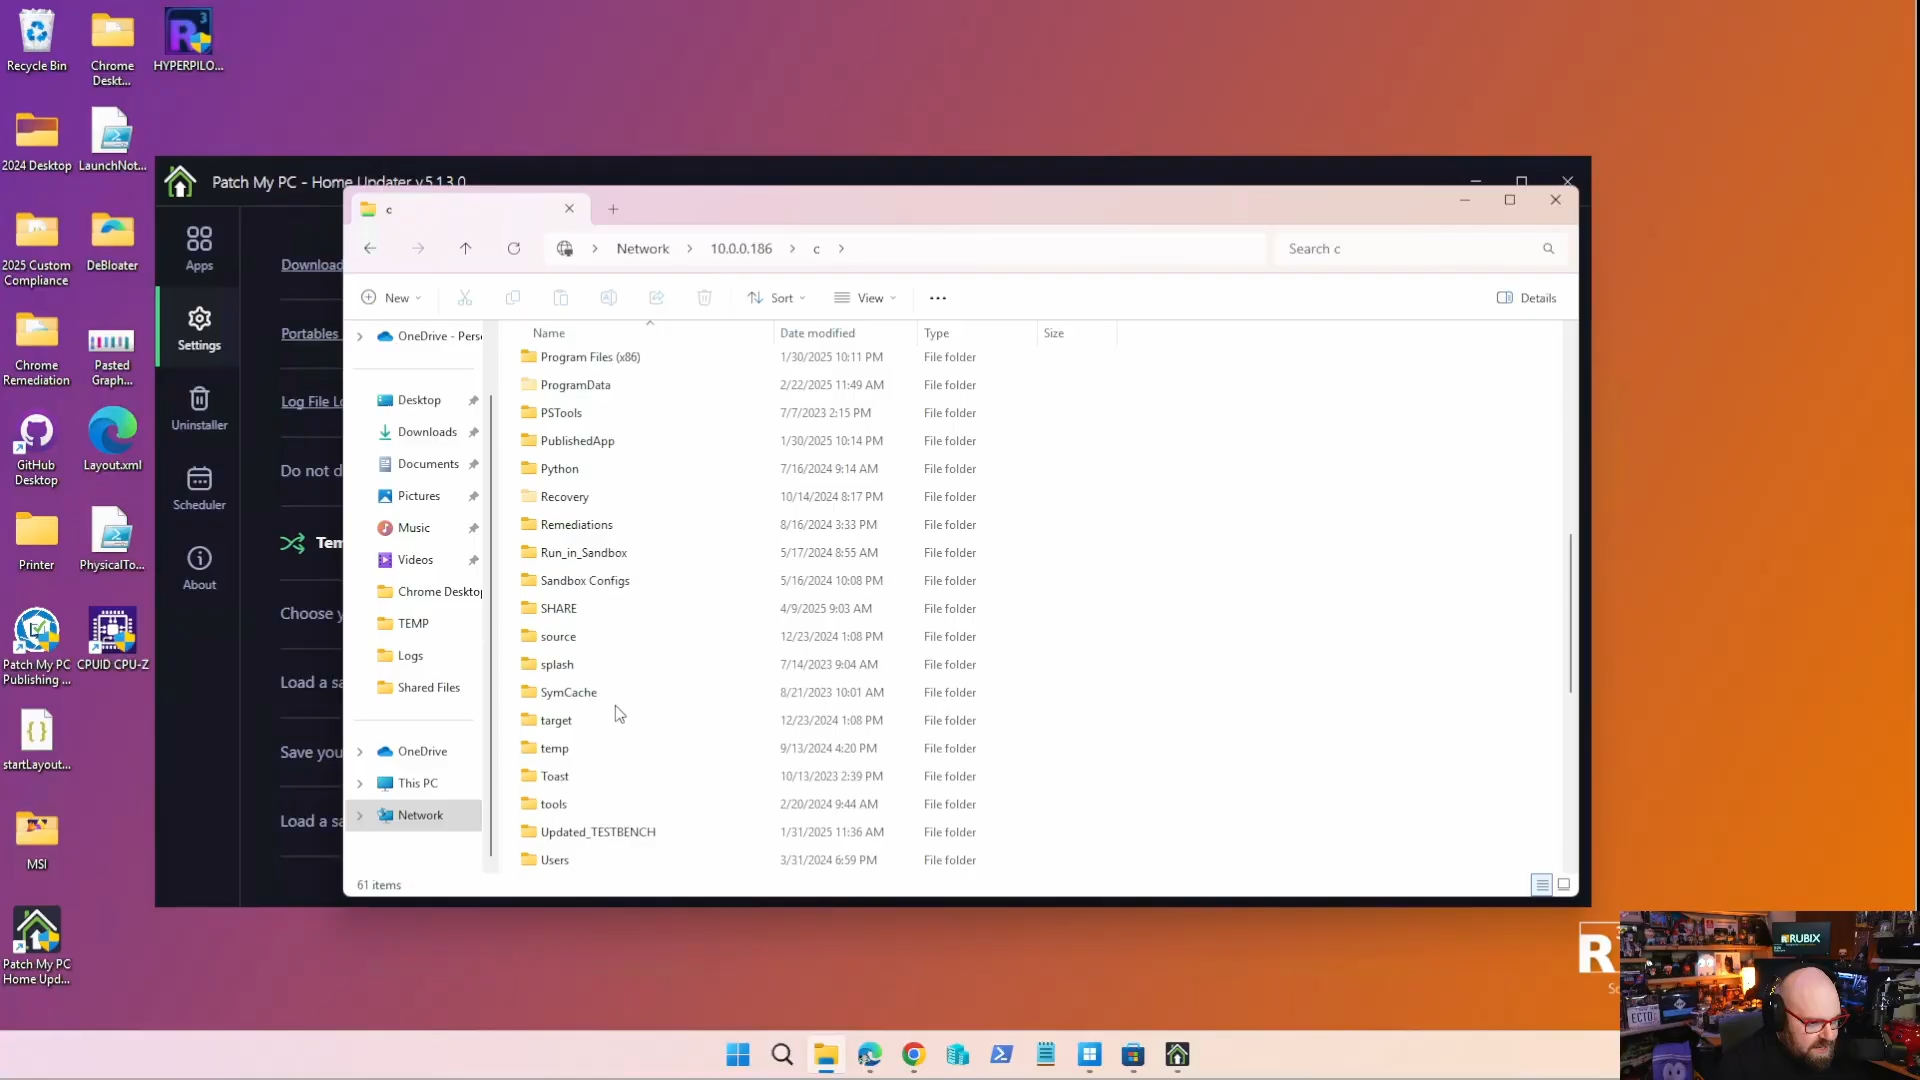 Recycle Bin
Chrome
Deskt...
HYPERPILO...
2024 Desktop
LaunchNot...
2025 Custom
Compliance
DeBloater
Chrome
Remediation
Pasted
Graph...
GitHub
Desktop
Layout.xml
Printer
PhysicalTo...
Patch My PC
Publishing ...
CPUID CPU-Z
startLayout...
MSI
Patch My PC
Home Upd...
Patch My PC - Home Updater v5.1.3.0
Apps
Settings
Uninstaller
Scheduler
About
Download
Portables
Log File Lo
Do not d
Tem
Choose y
Load a sa
Save you
Load a sa
c
Network
10.0.0.186
c
Search c
New
Sort
View
Details
OneDrive - Perso
Desktop
Downloads
Documents
Pictures
Music
Videos
Chrome Desktop
TEMP
Logs
Shared Files
OneDrive
This PC
Network
Name Date modified Type Size
Program Files (x86) 1/30/2025 10:11 PM File folder
ProgramData 2/22/2025 11:49 AM File folder
PSTools 7/7/2023 2:15 PM File folder
PublishedApp 1/30/2025 10:14 PM File folder
Python 7/16/2024 9:14 AM File folder
Recovery 10/14/2024 8:17 PM File folder
Remediations 8/16/2024 3:33 PM File folder
Run_in_Sandbox 5/17/2024 8:55 AM File folder
Sandbox Configs 5/16/2024 10:08 PM File folder
SHARE 4/9/2025 9:03 AM File folder
source 12/23/2024 1:08 PM File folder
splash 7/14/2023 9:04 AM File folder
SymCache 8/21/2023 10:01 AM File folder
target 12/23/2024 1:08 PM File folder
temp 9/13/2024 4:20 PM File folder
Toast 10/13/2023 2:39 PM File folder
tools 2/20/2024 9:44 AM File folder
Updated_TESTBENCH 1/31/2025 11:36 AM File folder
Users 3/31/2024 6:59 PM File folder
61 items
R
RUBIX
ECTO